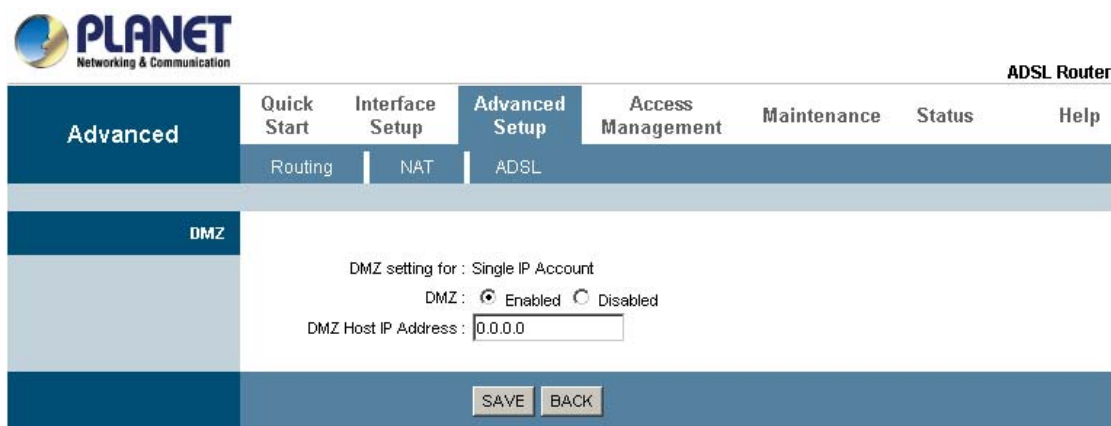 PLANET
Networking & Communication
ADSL Router
Advanced
Quick Start
Interface Setup
Advanced Setup
Access Management
Maintenance
Status
Help
Routing
NAT
ADSL
DMZ
DMZ setting for : Single IP Account
DMZ : Enabled Disabled
DMZ Host IP Address : 0.0.0.0
SAVE BACK